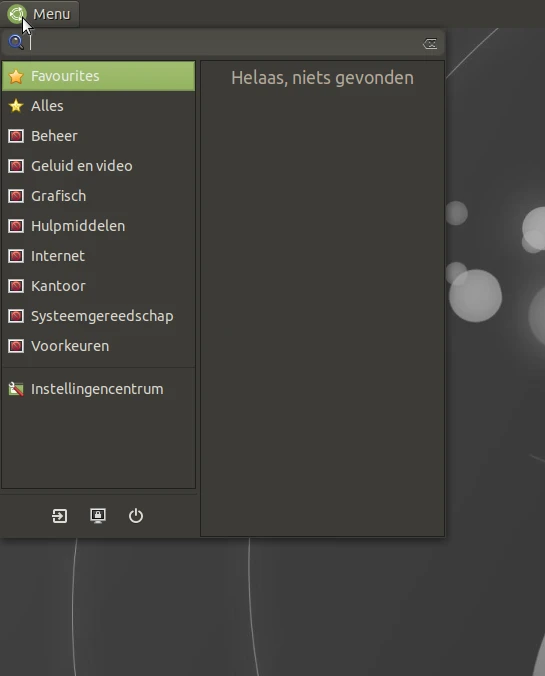 Menu
Favourites
Helaas, niets gevonden
Alles
Beheer
Geluid en video
Grafisch
Hulpmiddelen
Internet
Kantoor
Systeemgereedschap
Voorkeuren
Instellingencentrum